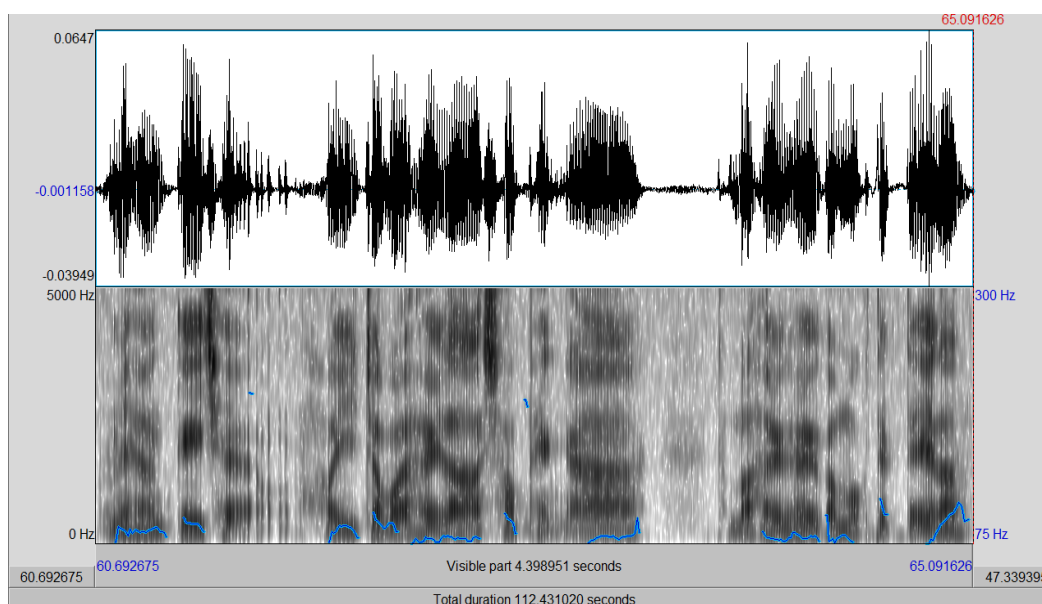 65.091626
0.0647
-0.001158
-0.03949
5000 Hz 300 Hz
0 Hz 75 Hz
60.692675 Visible part 4.398951 seconds 65.091626
60.692675 47.339395
Total duration 112.431020 seconds